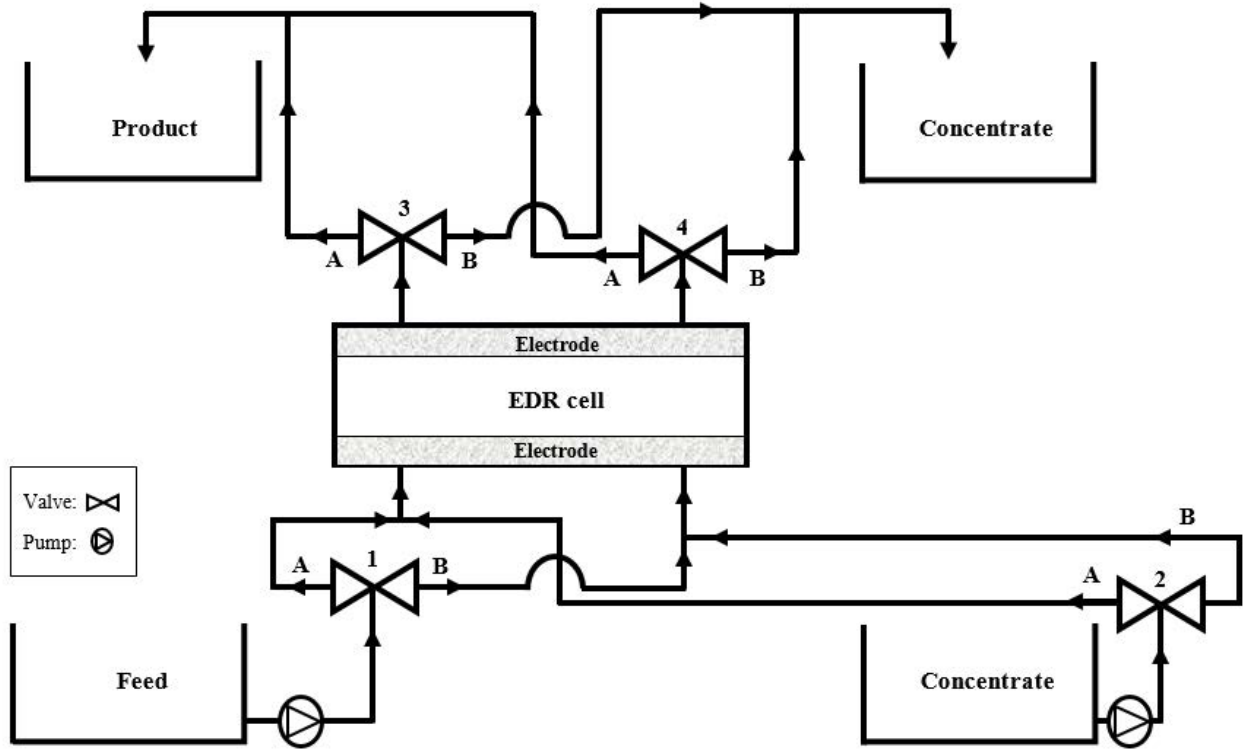 Product
Concentrate
3
A
B
4
A
B
Electrode
EDR cell
Electrode
Valve:
Pump:
1
A
B
B
A
2
Feed
Concentrate